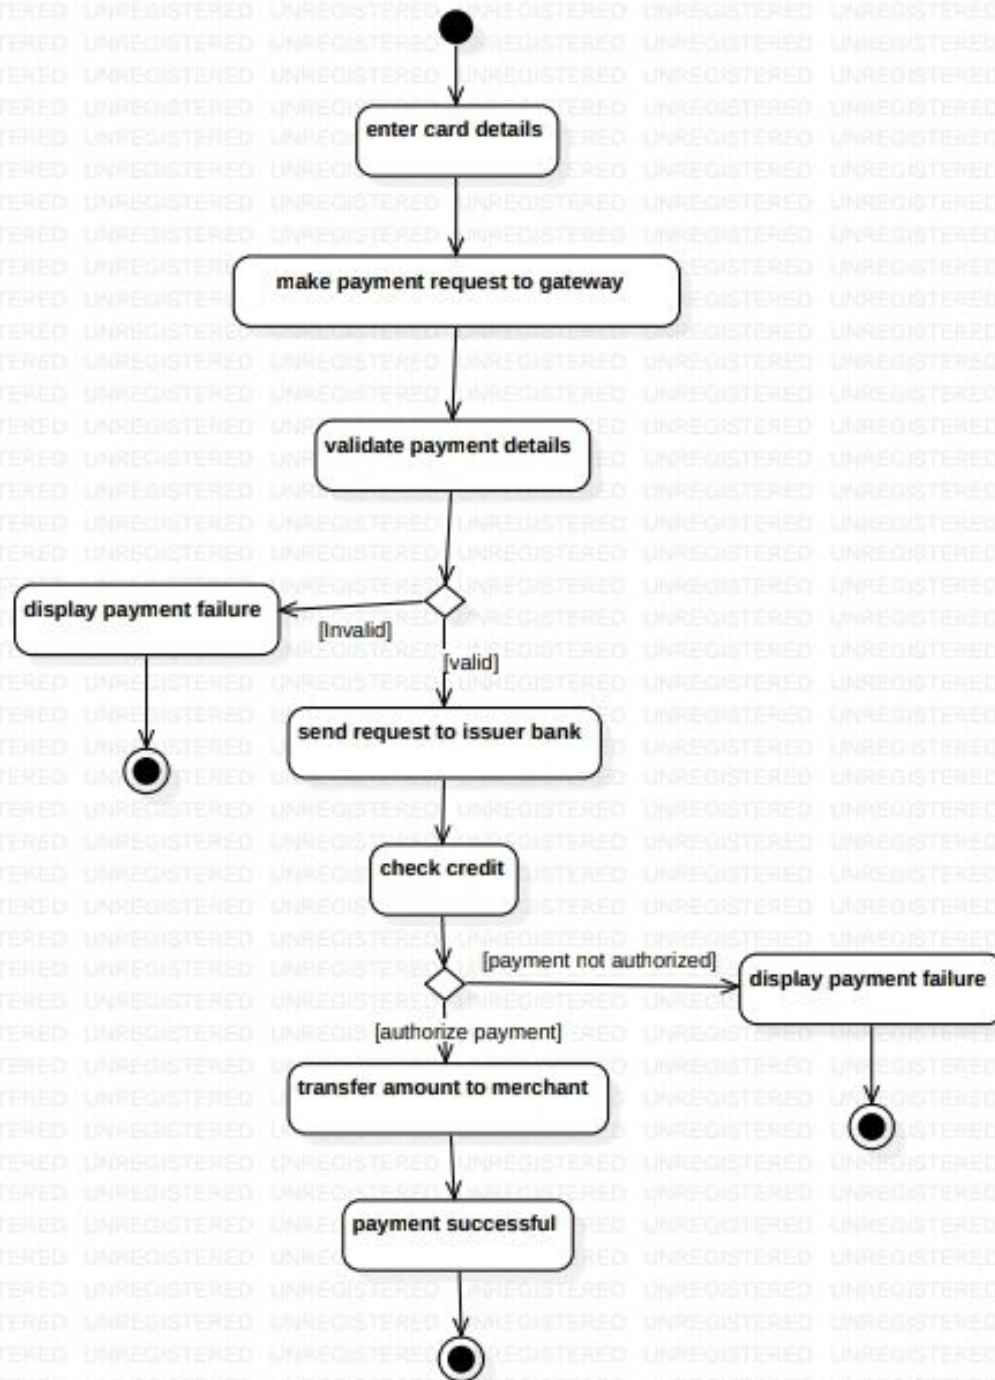 enter card details
make payment request to gateway
validate payment details
display payment failure
[Invalid]
[valid]
send request to issuer bank
check credit
[payment not authorized]
display payment failure
[authorize payment]
transfer amount to merchant
payment successful
UNREGISTERED